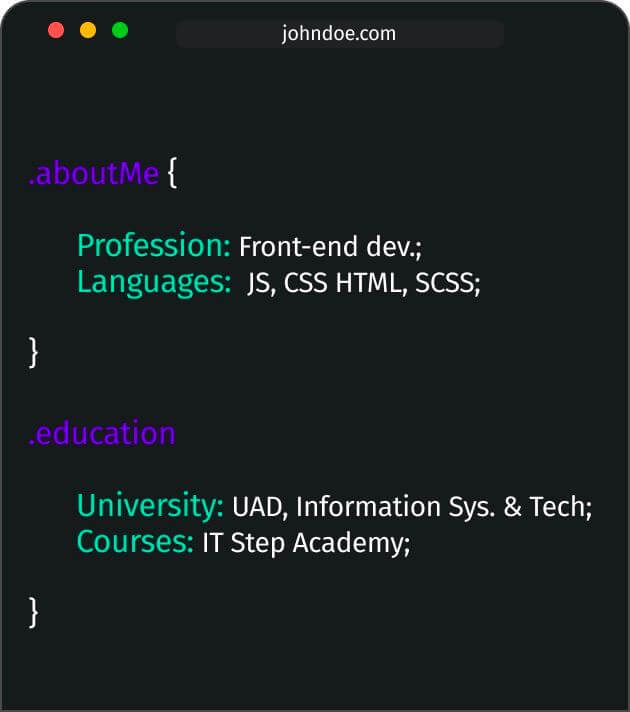 johndoe.com
.aboutMe {
Profession: Front-end dev.;
Languages: JS, CSS HTML, SCSS;
}
.education
University: UAD, Information Sys. & Tech;
Courses: IT Step Academy;
}